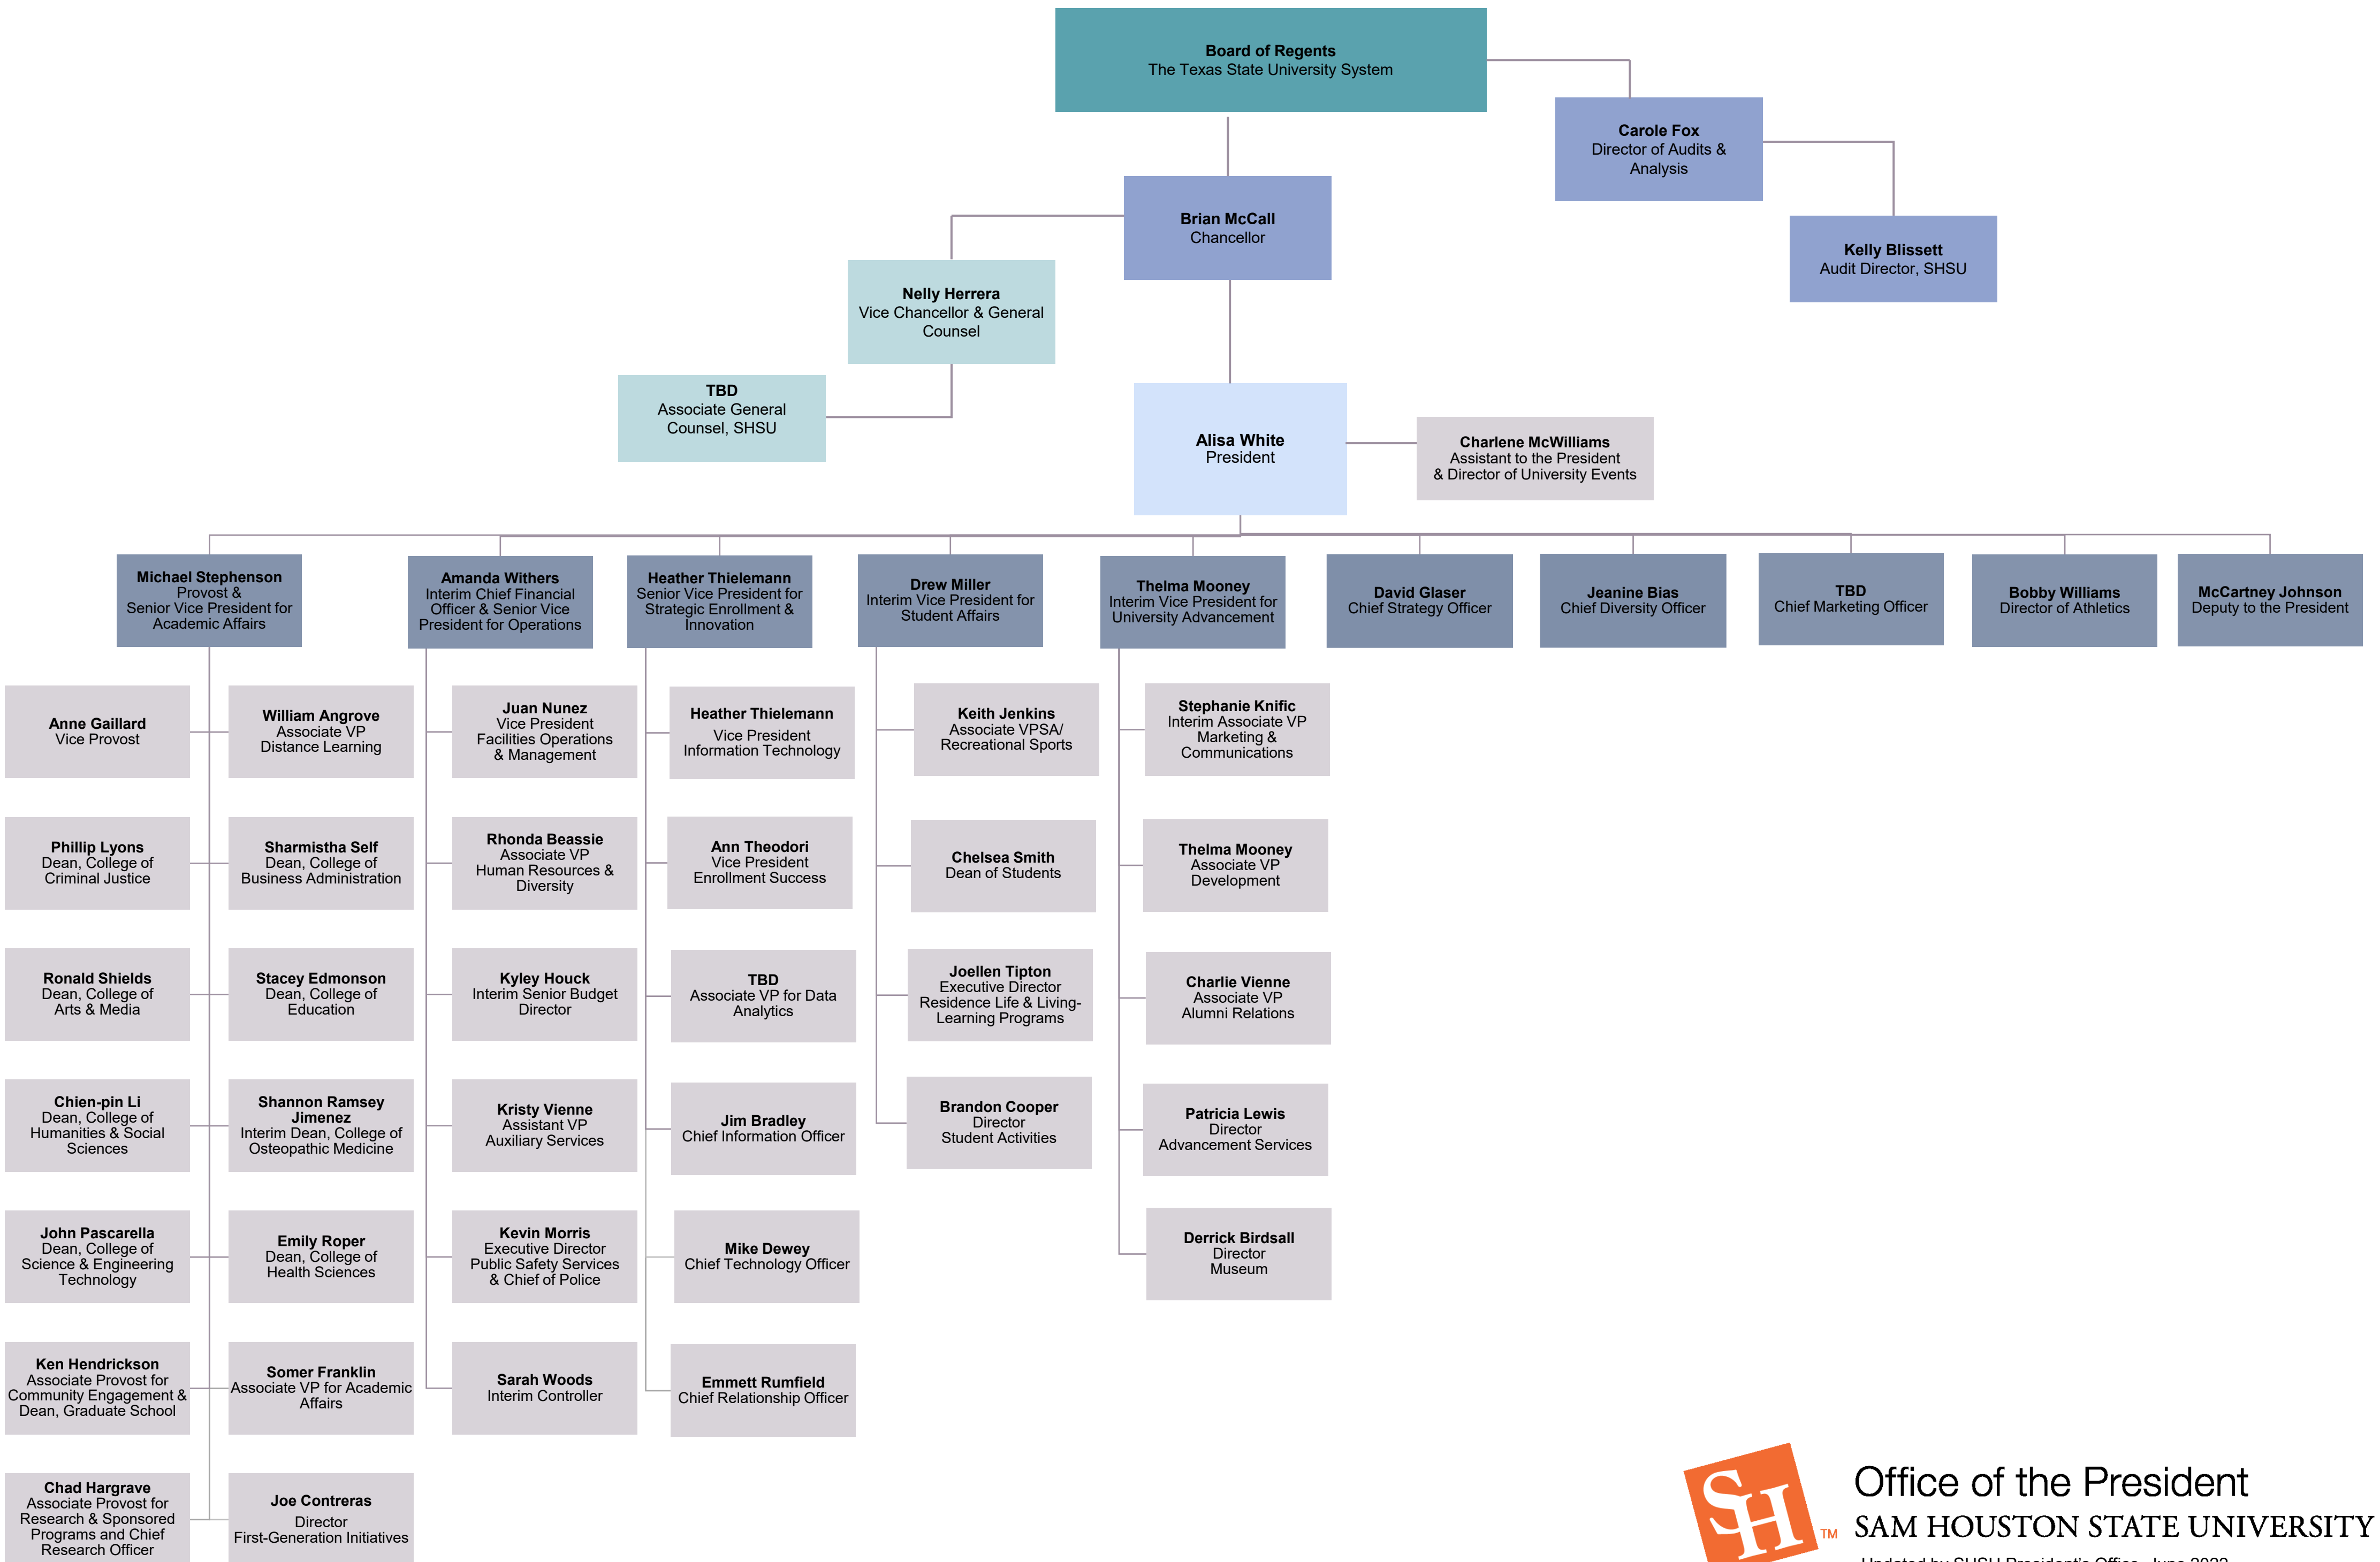 Board of Regents
The Texas State University System
Carole Fox
Director of Audits &
Analysis
Brian McCall
Chancellor
Kelly Blissett
Audit Director, SHSU
Nelly Herrera
Vice Chancellor & General
Counsel
TBD
Associate General
Counsel, SHSU
Alisa White
President
Charlene McWilliams
Assistant to the President
& Director of University Events
Michael Stephenson
Provost &
Senior Vice President for
Academic Affairs
Amanda Withers
Interim Chief Financial
Officer & Senior Vice
President for Operations
Heather Thielemann
Senior Vice President for
Strategic Enrollment &
Innovation
Drew Miller
Interim Vice President for
Student Affairs
Thelma Mooney
Interim Vice President for
University Advancement
David Glaser
Chief Strategy Officer
Jeanine Bias
Chief Diversity Officer
TBD
Chief Marketing Officer
Bobby Williams
Director of Athletics
McCartney Johnson
Deputy to the President
Anne Gaillard
Vice Provost
William Angrove
Associate VP
Distance Learning
Juan Nunez
Vice President
Facilities Operations
& Management
Heather Thielemann
Vice President
Information Technology
Keith Jenkins
Associate VPSA/
Recreational Sports
Stephanie Knific
Interim Associate VP
Marketing &
Communications
Phillip Lyons
Dean, College of
Criminal Justice
Sharmistha Self
Dean, College of
Business Administration
Rhonda Beassie
Associate VP
Human Resources &
Diversity
Ann Theodori
Vice President
Enrollment Success
Chelsea Smith
Dean of Students
Thelma Mooney
Associate VP
Development
Ronald Shields
Dean, College of
Arts & Media
Stacey Edmonson
Dean, College of
Education
Kyley Houck
Interim Senior Budget
Director
TBD
Associate VP for Data
Analytics
Joellen Tipton
Executive Director
Residence Life & Living-
Learning Programs
Charlie Vienne
Associate VP
Alumni Relations
Chien-pin Li
Dean, College of
Humanities & Social
Sciences
Shannon Ramsey
Jimenez
Interim Dean, College of
Osteopathic Medicine
Kristy Vienne
Assistant VP
Auxiliary Services
Jim Bradley
Chief Information Officer
Brandon Cooper
Director
Student Activities
Patricia Lewis
Director
Advancement Services
John Pascarella
Dean, College of
Science & Engineering
Technology
Emily Roper
Dean, College of
Health Sciences
Kevin Morris
Executive Director
Public Safety Services
& Chief of Police
Mike Dewey
Chief Technology Officer
Derrick Birdsall
Director
Museum
Ken Hendrickson
Associate Provost for
Community Engagement &
Dean, Graduate School
Somer Franklin
Associate VP for Academic
Affairs
Sarah Woods
Interim Controller
Emmett Rumfield
Chief Relationship Officer
Chad Hargrave
Associate Provost for
Research & Sponsored
Programs and Chief
Research Officer
Joe Contreras
Director
First-Generation Initiatives
SH
TM
Office of the President
SAM HOUSTON STATE UNIVERSITY